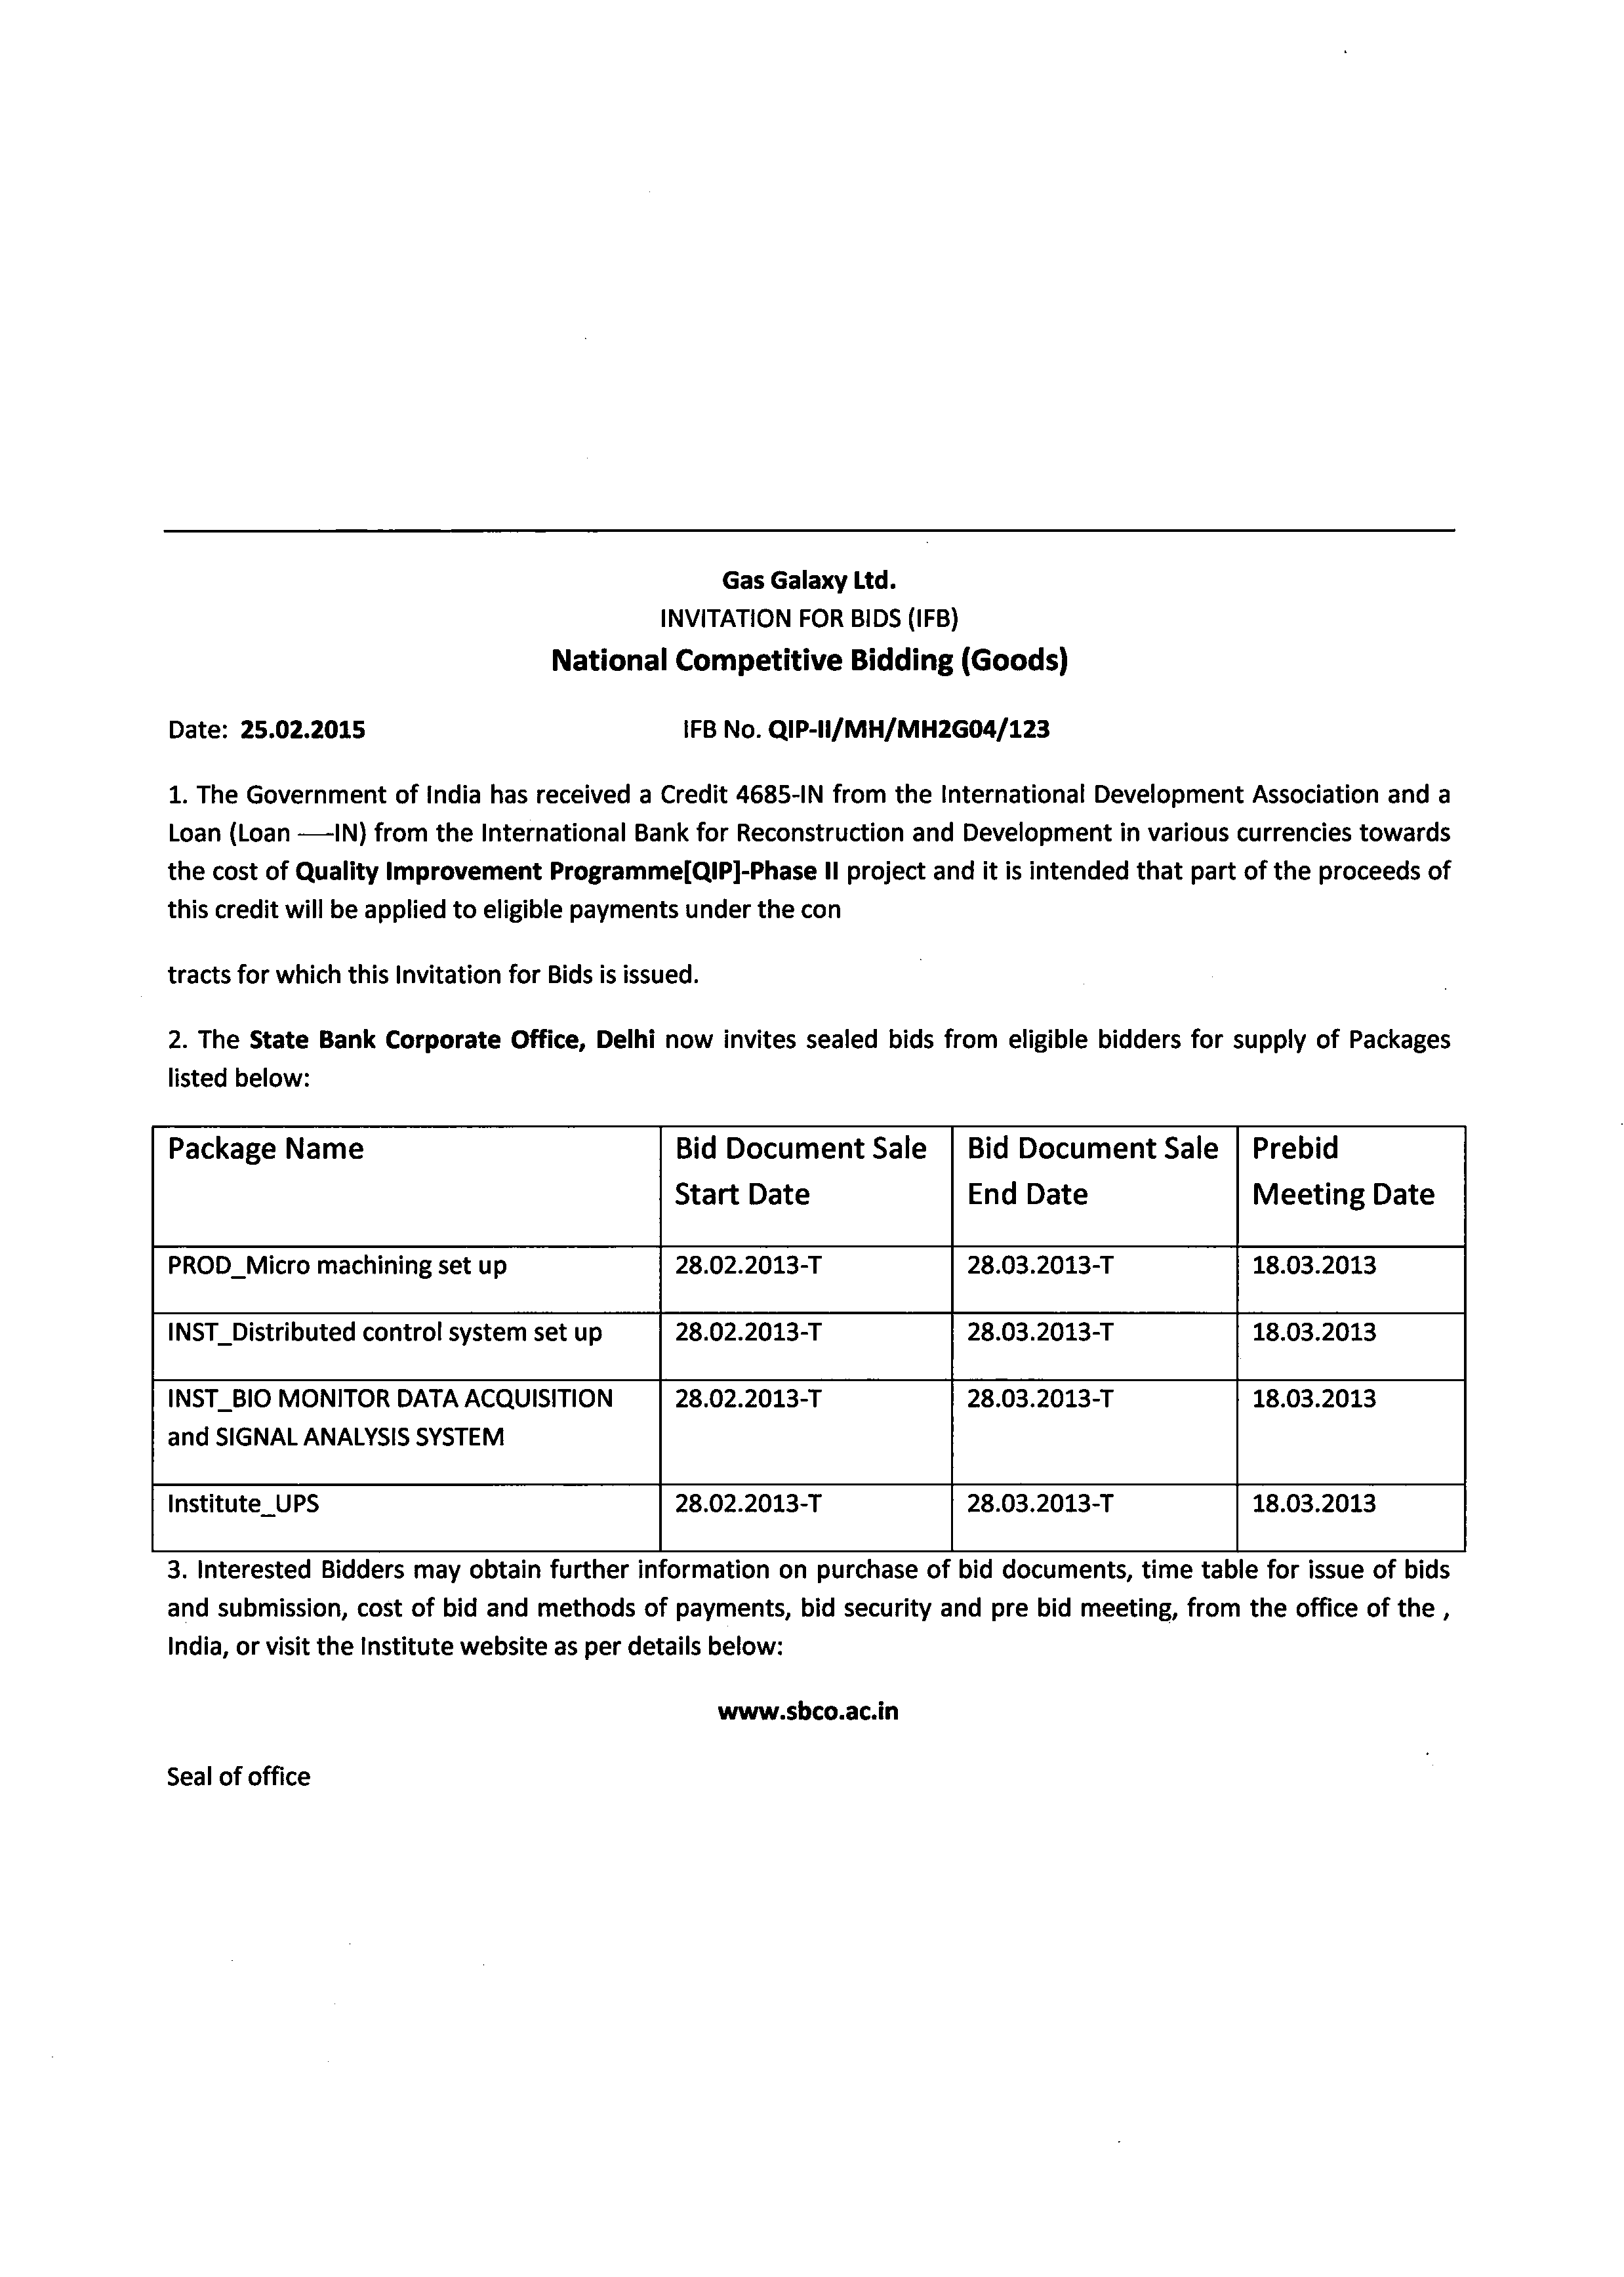 Gas Galaxy Ltd.
INVITATION FOR BIDS (IFB)
National Competitive Bidding (Goods)
Date: 25.02.2015 IFB No. QIP-II/MH/MH2G04/123
1. The Government of India has received a Credit 4685-IN from the International Development Association and a
Loan (Loan —–IN) from the International Bank for Reconstruction and Development in various currencies towards
the cost of Quality Improvement Programme[QIP]-Phase II project and it is intended that part of the proceeds of
this credit will be applied to eligible payments under the con
tracts for which this Invitation for Bids is issued.
2. The State Bank Corporate Office, Delhi now invites sealed bids from eligible bidders for supply of Packages
listed below:
Package Name Bid Document Sale Bid Document Sale Prebid
Start Date End Date Meeting Date
PROD_Micro machining set up 28.02.2013-T 28.03.2013-T 18.03.2013
INST_Distributed control system set up 28.02.2013-T 28.03.2013-T 18.03.2013
INST_BIO MONITOR DATA ACQUISITION 28.02.2013-T 28.03.2013-T 18.03.2013
and SIGNAL ANALYSIS SYSTEM
Institute_UPS 28.02.2013-T 28.03.2013-T 18.03.2013
3. Interested Bidders may obtain further information on purchase of bid documents, time table for issue of bids
and submission, cost of bid and methods of payments, bid security and pre bid meeting, from the office of the ,
India, or visit the Institute website as per details below:
www.sbco.ac.in
Seal of office